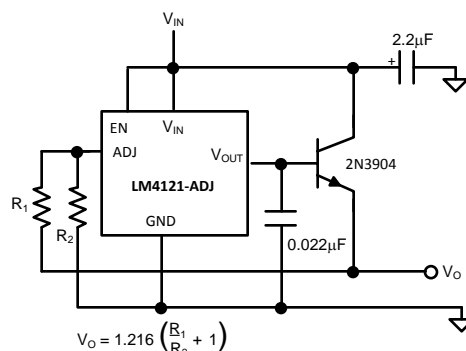 V_IN
2.2µF
+
EN
V_IN
ADJ
V_OUT
2N3904
LM4121-ADJ
R_1
R_2
GND
0.022µF
V_O
V_O = 1.216 (R_1/R_2 + 1)